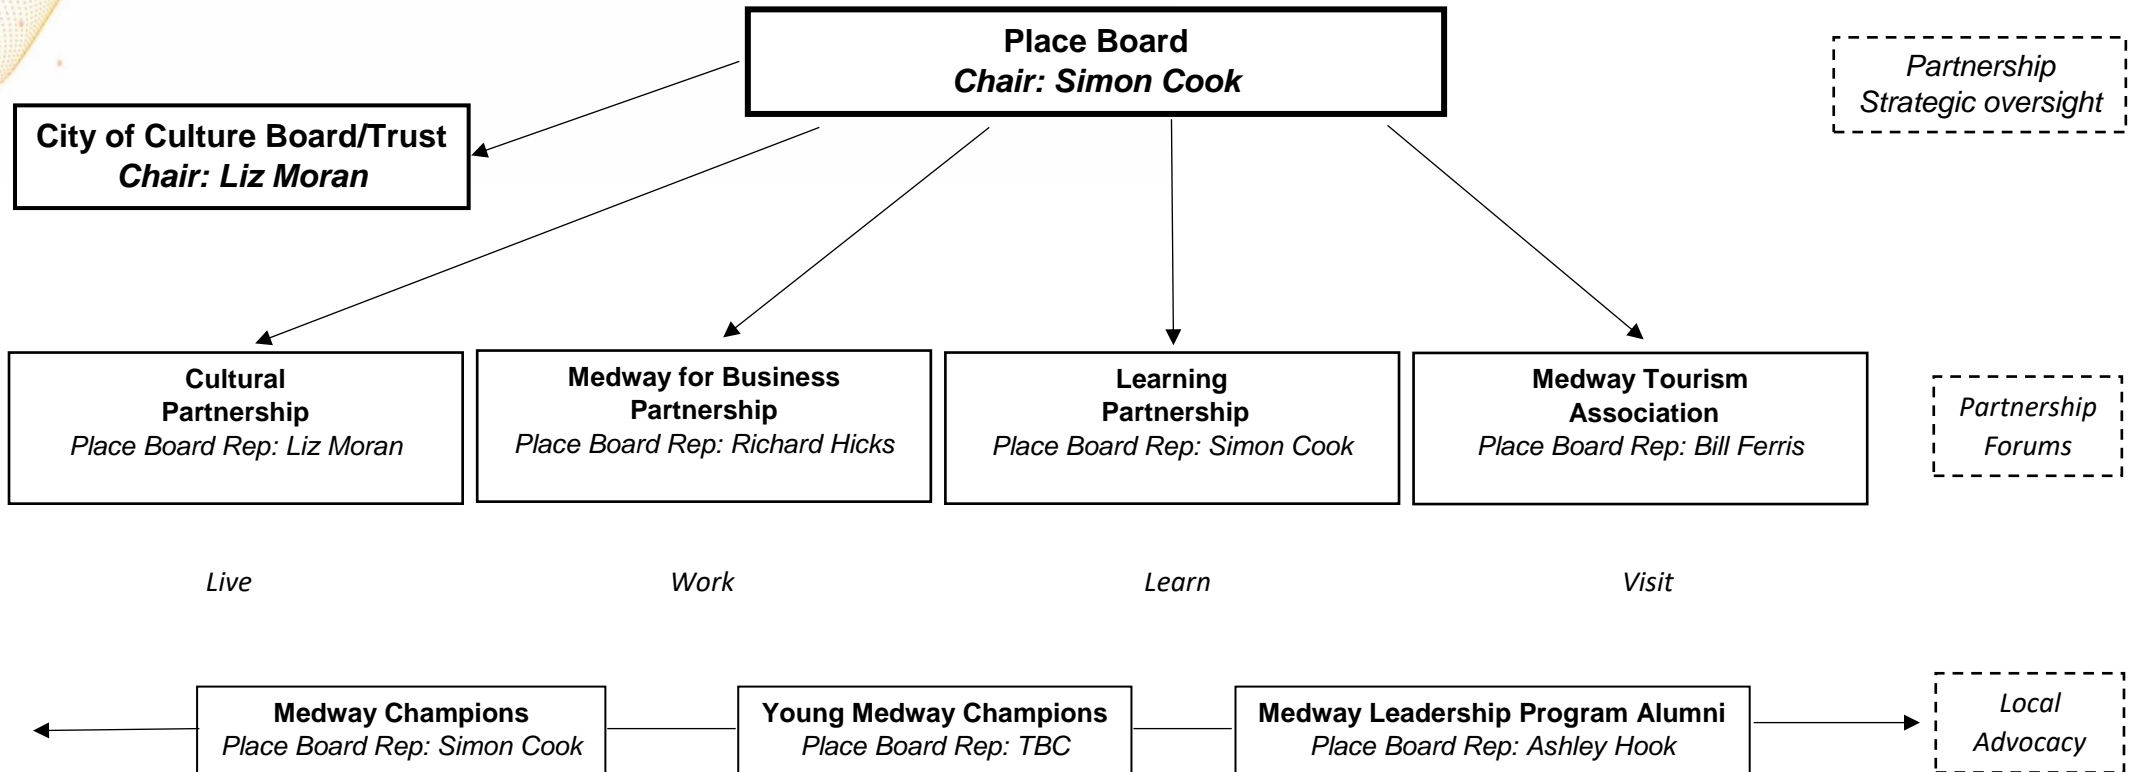 Place Board
Chair: Simon Cook
Partnership
Strategic oversight
City of Culture Board/Trust
Chair: Liz Moran
Cultural
Partnership
Place Board Rep: Liz Moran
Medway for Business
Partnership
Place Board Rep: Richard Hicks
Learning
Partnership
Place Board Rep: Simon Cook
Medway Tourism
Association
Place Board Rep: Bill Ferris
Partnership
Forums
Live
Work
Learn
Visit
Medway Champions
Place Board Rep: Simon Cook
Young Medway Champions
Place Board Rep: TBC
Medway Leadership Program Alumni
Place Board Rep: Ashley Hook
Local
Advocacy